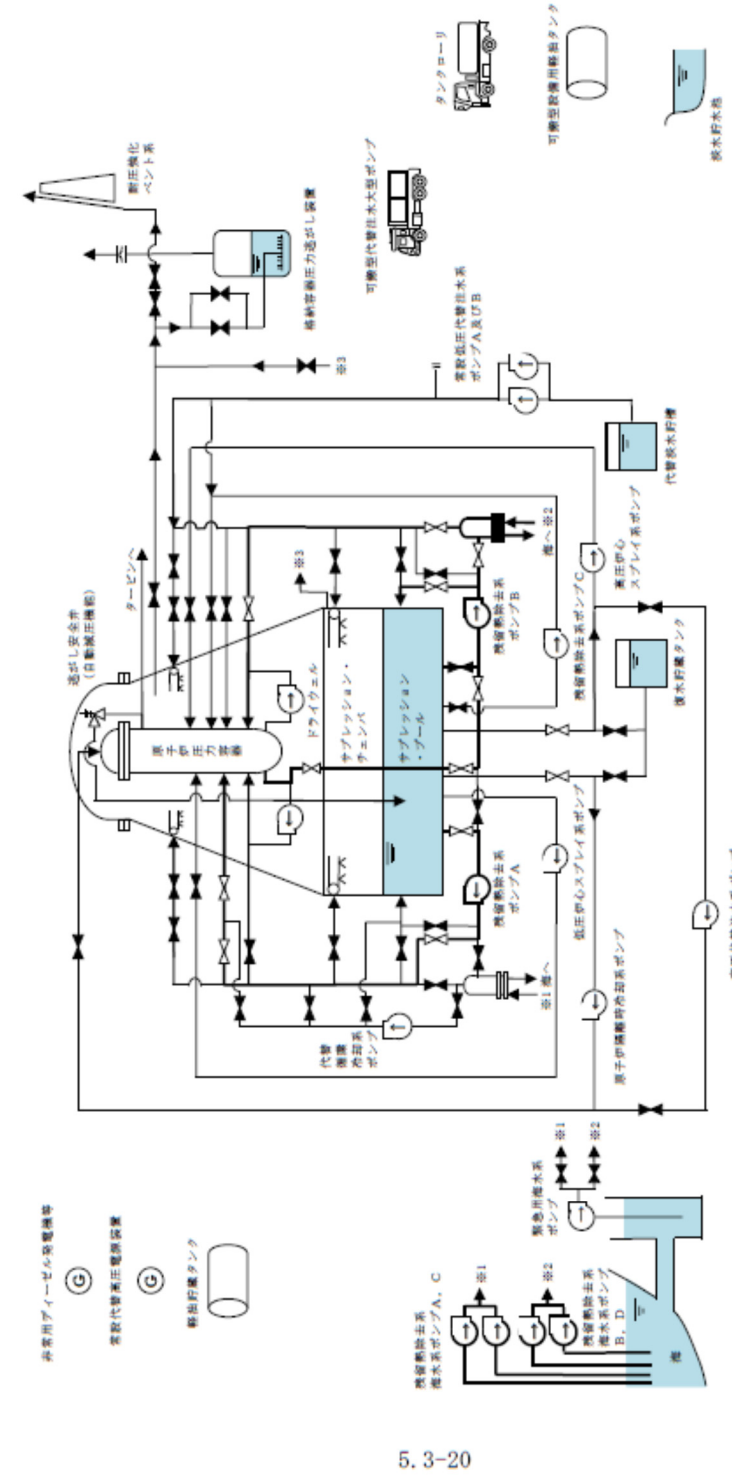 非常用ディーゼル発電機等
G
常設代替高圧電源装置
G
軽油貯蔵タンク
逃がし安全弁
(自動減圧機能)
タービンへ
原子炉圧力容器
ドライウェル
サプレッション・
チェンバ
サプレッション
・プール
※3
※3
耐圧強化
ベント系
格納容器圧力逃がし装置
可搬型代替注水大型ポンプ
タンクローリ
可搬型設備用軽油タンク
淡水貯水池
常設低圧代替注水系
ポンプA及びB
代替淡水貯槽
代替
循環
冷却系
ポンプ
※1
海へ
残留熱除去系
ポンプA
残留熱除去系
ポンプB
海へ
※2
残留熱除去系ポンプC
高圧炉心
スプレイ系ポンプ
復水貯蔵タンク
低圧炉心スプレイ系ポンプ
原子炉隔離時冷却系ポンプ
残留熱除去系
海水系ポンプA,C
※1
※2
残留熱除去系
海水系ポンプ
B,D
海
緊急用海水系
ポンプ
※1
※2
5.3-20